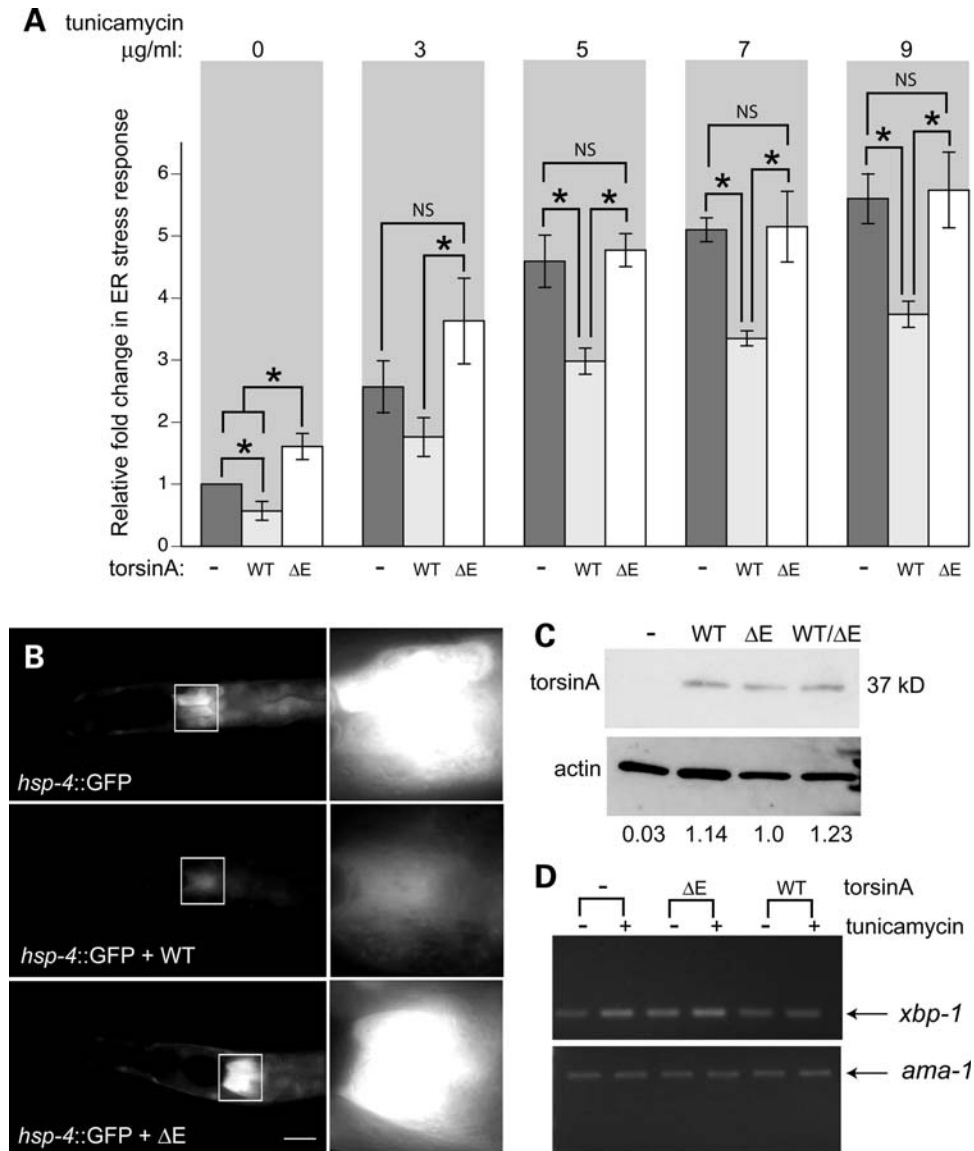 A
tunicamycin
μg/ml: 0 3 5 7 9
Relative fold change in ER stress response
6
5
4
3
2
1
0
NS
NS
NS
NS
* * * * * * * * *
torsinA: - WT ΔE - WT ΔE - WT ΔE - WT ΔE - WT ΔE
B
hsp-4::GFP
hsp-4::GFP + WT
hsp-4::GFP + ΔE
C
- WT ΔE WT/ΔE
torsinA 37 kD
actin
0.03 1.14 1.0 1.23
D
- ΔE WT torsinA
- + - + - + tunicamycin
xbp-1
ama-1